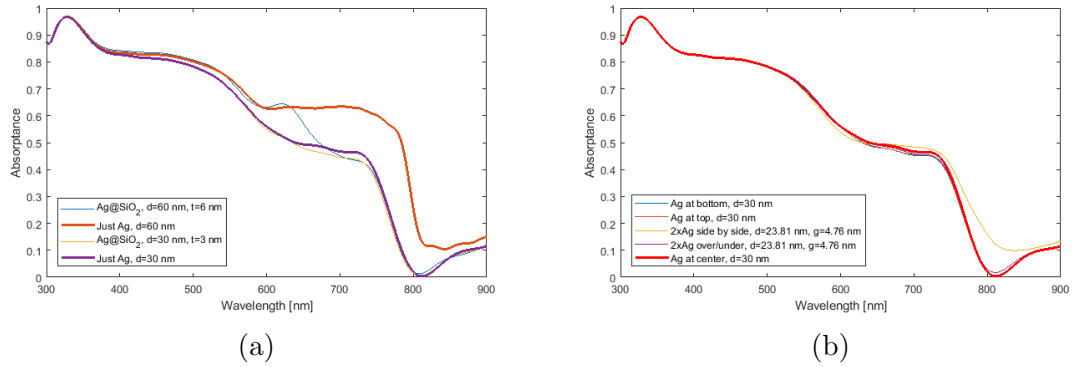 1
0.9
0.8
0.7
0.6
0.5
0.4
0.3
0.2
0.1
0
Absorptance
Ag@SiO₂, d=60 nm, t=6 nm
Just Ag, d=60 nm
Ag@SiO₂, d=30 nm, t=3 nm
Just Ag, d=30 nm
300 400 500 600 700 800 900
Wavelength [nm]
(a)
1
0.9
0.8
0.7
0.6
0.5
0.4
0.3
0.2
0.1
0
Absorptance
Ag at bottom, d=30 nm
Ag at top, d=30 nm
2xAg side by side, d=23.81 nm, g=4.76 nm
2xAg over/under, d=23.81 nm, g=4.76 nm
Ag at center, d=30 nm
300 400 500 600 700 800 900
Wavelength [nm]
(b)